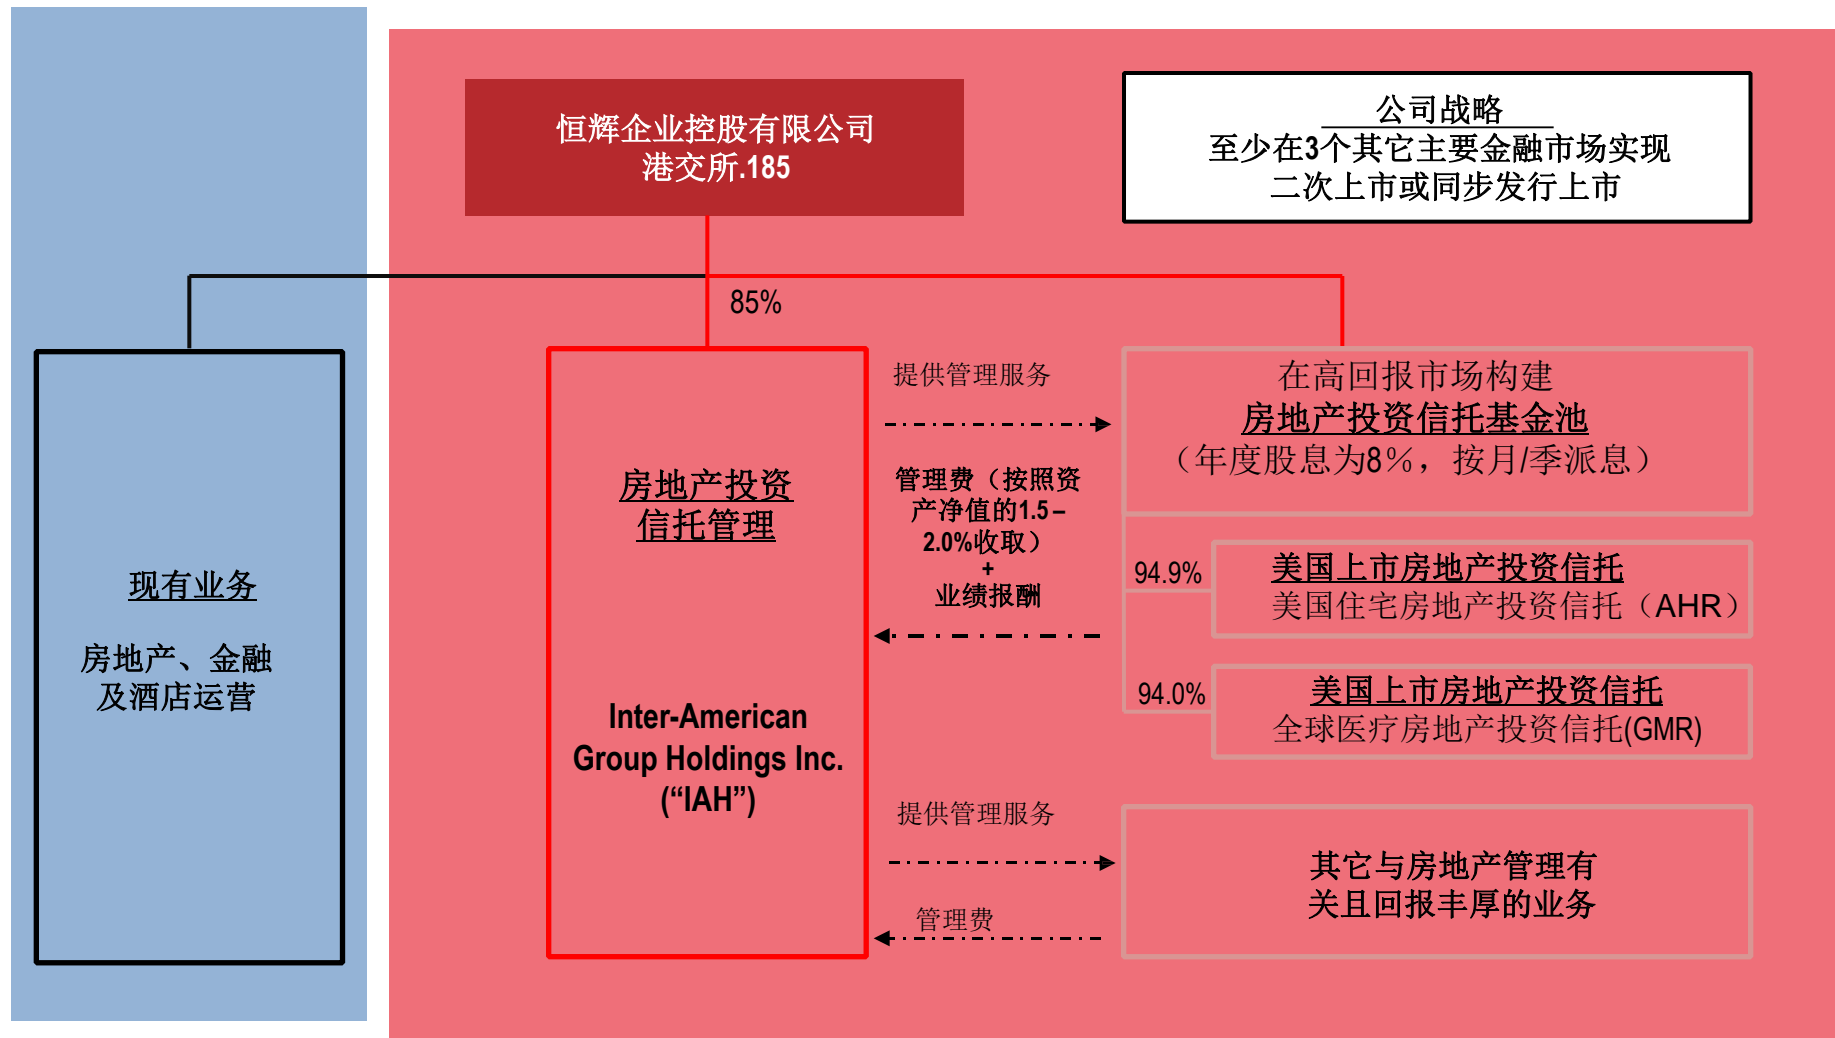 恒辉企业控股有限公司
港交所.185
公司战略
至少在3个其它主要金融市场实现
二次上市或同步发行上市
85%
现有业务
房地产、金融
及酒店运营
房地产投资
信托管理
Inter-American
Group Holdings Inc.
(“IAH”)
提供管理服务
管理费（按照资
产净值的1.5–
2.0%收取）
+
业绩报酬
在高回报市场构建
房地产投资信托基金池
（年度股息为8%，按月/季派息）
94.9%
美国上市房地产投资信托
美国住宅房地产投资信托（AHR）
94.0%
美国上市房地产投资信托
全球医疗房地产投资信托(GMR)
提供管理服务
管理费
其它与房地产管理有
关且回报丰厚的业务